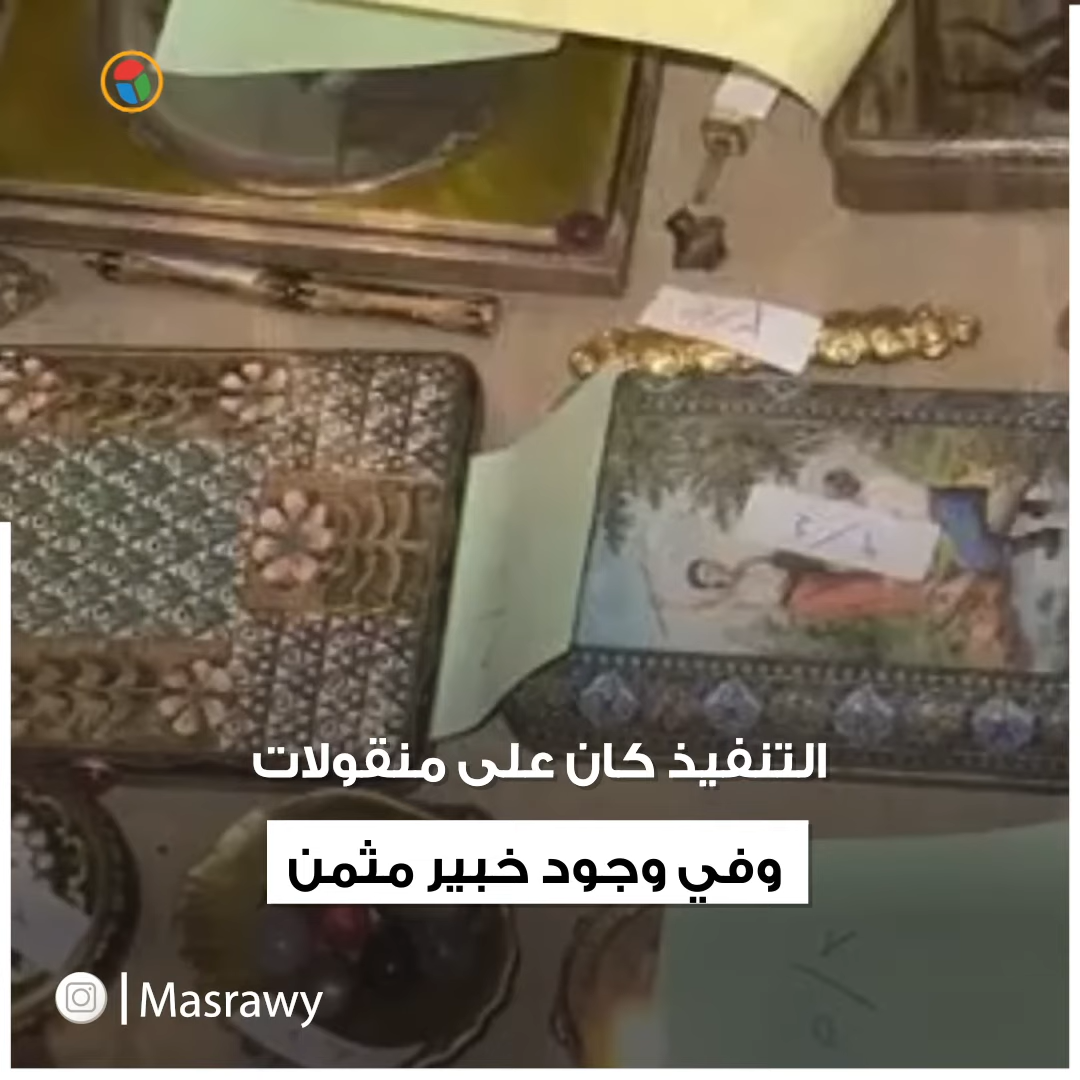 التنفيذ كان على منقولات
وفي وجود خبير مثمن
| Masrawy